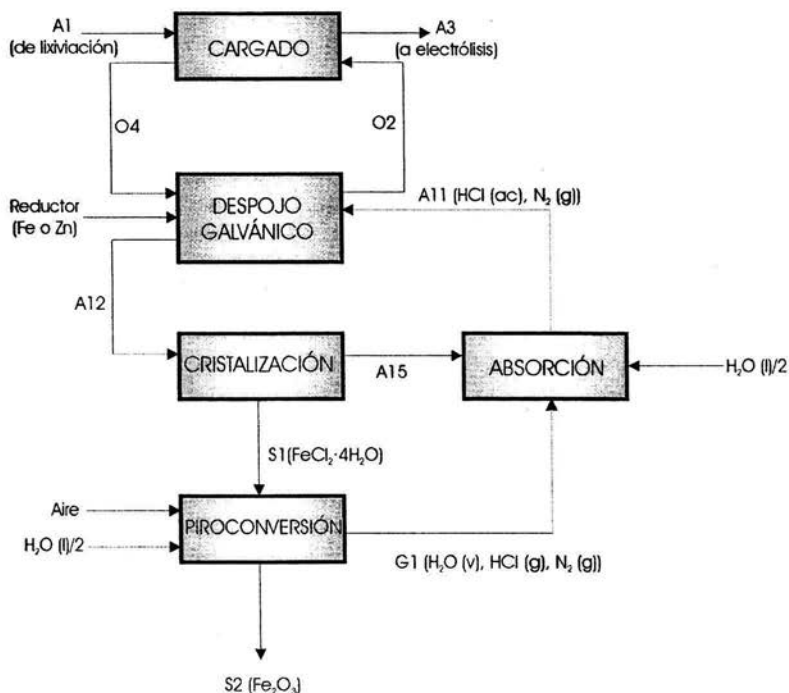 A1
(de lixiviación)
CARGADO
A3
(a electrólisis)
O4
O2
Reductor
(Fe o Zn)
DESPOJO
GALVÁNICO
A11 (HCl (ac), N₂ (g))
A12
CRISTALIZACIÓN
A15
ABSORCIÓN
H₂O (l)/2
S1(FeCl₂·4H₂O)
Aire
H₂O (l)/2
PIROCONVERSIÓN
G1 (H₂O (v), HCl (g), N₂ (g))
S2 (Fe₂O₃)